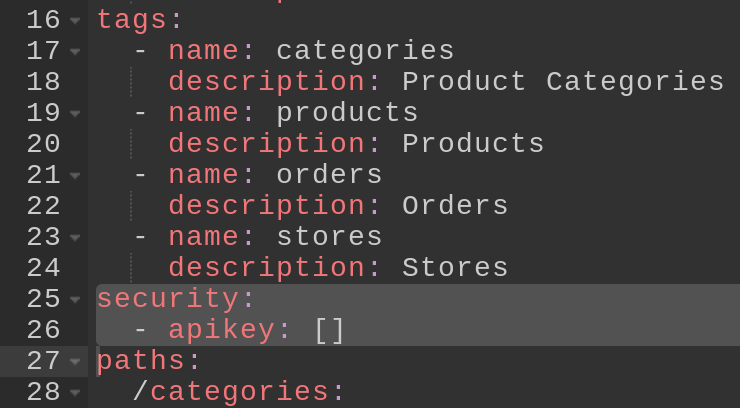 16 tags:
17   - name: categories
18     description: Product Categories
19   - name: products
20     description: Products
21   - name: orders
22     description: Orders
23   - name: stores
24     description: Stores
25 security:
26   - apikey: []
27 paths:
28   /categories: